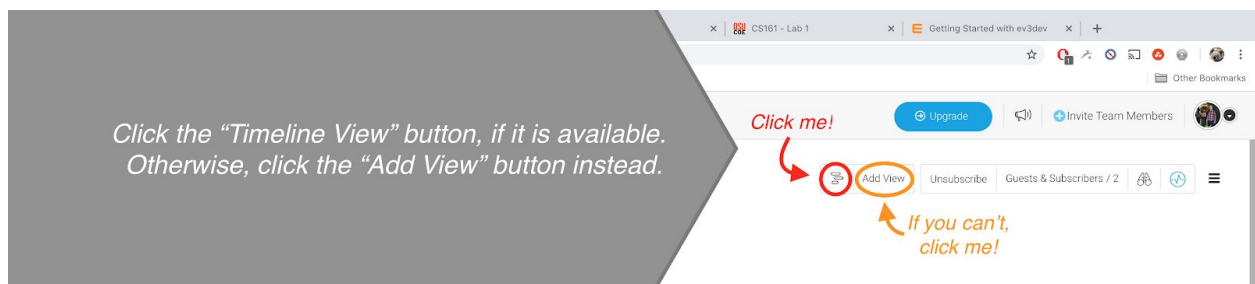 CS161 - Lab 1
Getting Started with ev3dev
1
Other Bookmarks
Click the “Timeline View” button, if it is available.
Otherwise, click the “Add View” button instead.
Click me!
Upgrade
Invite Team Members
Add View
Unsubscribe
Guests & Subscribers / 2
If you can’t,
click me!